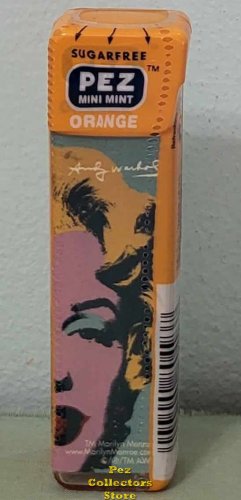 SUGARFREE
PEZ TM
MINI MINT
ORANGE
Andy Warhol
TM Marilyn Monroe
www.MarilynMonroe.com
Pez
Collectors
Store